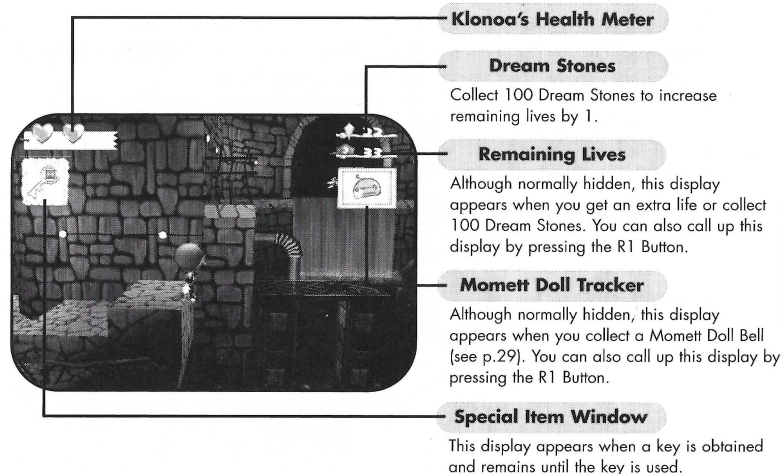 Klonoa's Health Meter
Dream Stones
Collect 100 Dream Stones to increase
remaining lives by 1.
Remaining Lives
Although normally hidden, this display
appears when you get an extra life or collect
100 Dream Stones. You can also call up this
display by pressing the R1 Button.
Momett Doll Tracker
Although normally hidden, this display
appears when you collect a Momett Doll Bell
(see p.29). You can also call up this display by
pressing the R1 Button.
Special Item Window
This display appears when a key is obtained
and remains until the key is used.